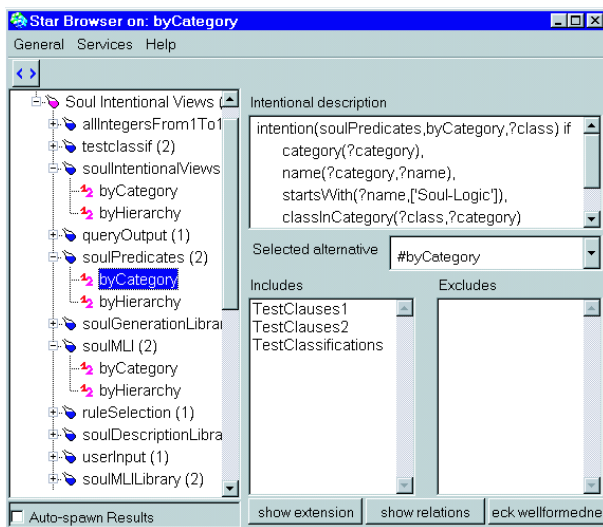 Star Browser on: byCategory
General Services Help
Soul Intentional Views (
allIntegersFrom1To1
testclassif (2)
soulIntentionalViews
byCategory
byHierarchy
queryOutput (1)
soulPredicates (2)
byCategory
byHierarchy
soulGenerationLibrar
soulMLI (2)
byCategory
byHierarchy
ruleSelection (1)
soulDescriptionLibra
userInput (1)
soulMLILibrary (2)
Auto-spawn Results
Intentional description
intention(soulPredicates,byCategory,?class) if
category(?category),
name(?category,?name),
startsWith(?name,['Soul-Logic']),
classInCategory(?class,?category)
Selected alternative #byCategory
Includes Excludes
TestClauses1
TestClauses2
TestClassifications
show extension show relations eck wellformedne